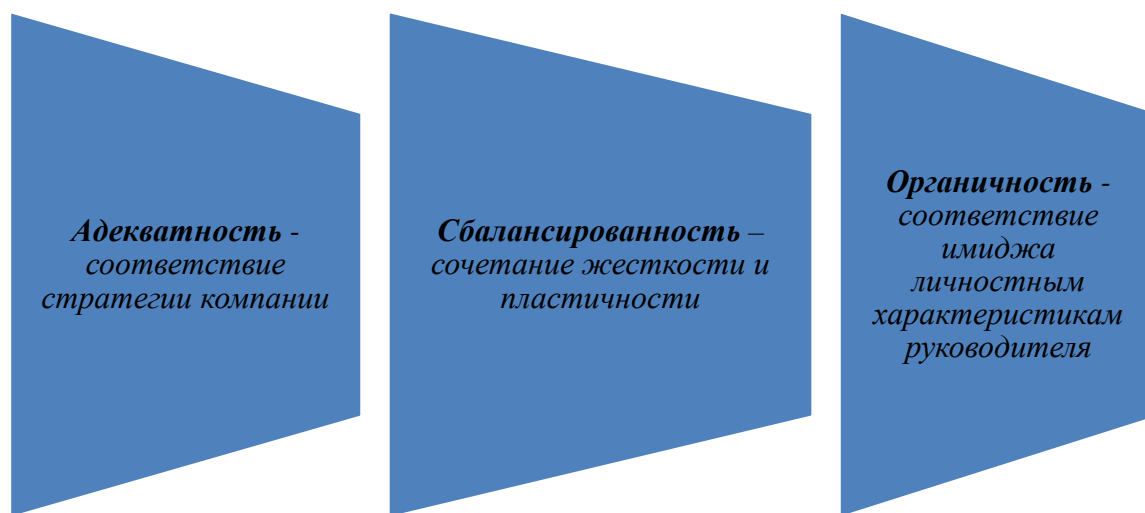 Адекватность -
соответствие
стратегии компании
Сбалансированность –
сочетание жесткости и
пластичности
Органичность -
соответствие
имиджа
личностным
характеристикам
руководителя